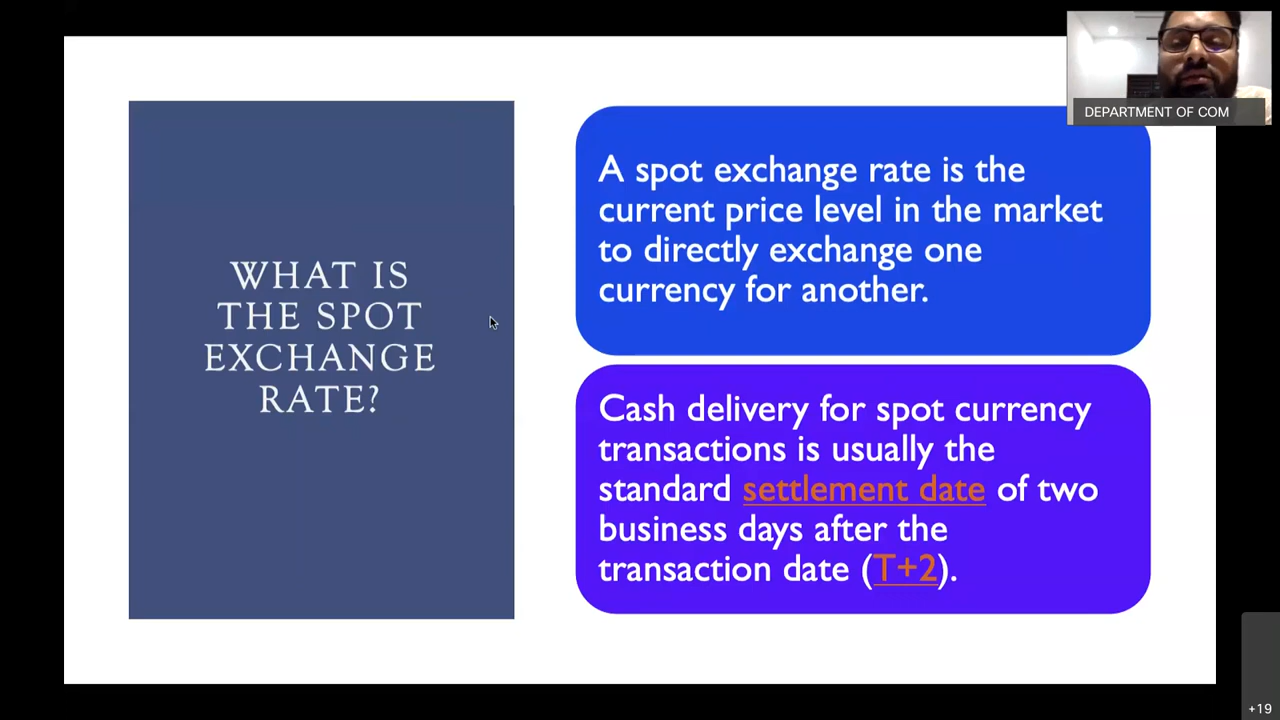 DEPARTMENT OF COM
WHAT IS
THE SPOT
EXCHANGE
RATE?
A spot exchange rate is the
current price level in the market
to directly exchange one
currency for another.
Cash delivery for spot currency
transactions is usually the
standard settlement date of two
business days after the
transaction date (T+2).
+19